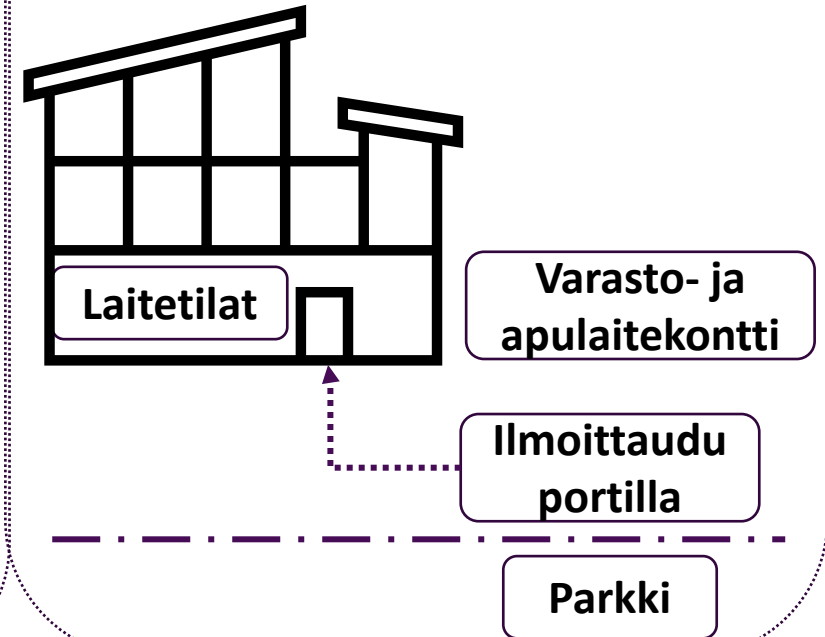 Laitetilat
Varasto- ja
apulaitekontti
Ilmoittaudu
portilla
Parkki